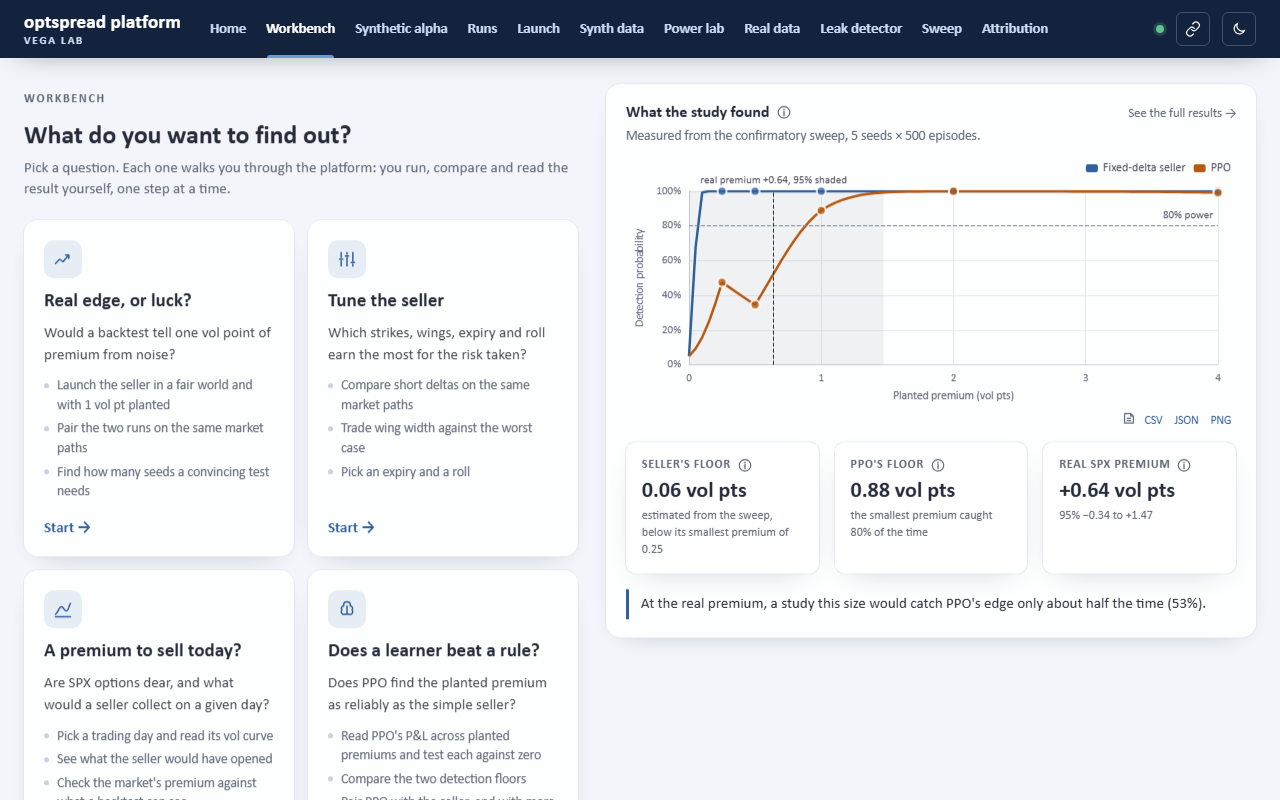 optspread platform
VEGA LAB
Home Workbench Synthetic alpha Runs Launch Synth data Power lab Real data Leak detector Sweep Attribution
WORKBENCH
What do you want to find out?
Pick a question. Each one walks you through the platform: you run, compare and read the
result yourself, one step at a time.
Real edge, or luck?
Would a backtest tell one vol point of
premium from noise?
Launch the seller in a fair world and
with 1 vol pt planted
Pair the two runs on the same market
paths
Find how many seeds a convincing test
needs
Start →
Tune the seller
Which strikes, wings, expiry and roll
earn the most for the risk taken?
Compare short deltas on the same
market paths
Trade wing width against the worst
case
Pick an expiry and a roll
Start →
A premium to sell today?
Are SPX options dear, and what
would a seller collect on a given day?
Pick a trading day and read its vol curve
See what the seller would have opened
Check the market's premium against
Does a learner beat a rule?
Does PPO find the planted premium
as reliably as the simple seller?
Read PPO's P&L across planted
premiums and test each against zero
Compare the two detection floors
What the study found
See the full results →
Measured from the confirmatory sweep, 5 seeds × 500 episodes.
Fixed-delta seller PPO
real premium +0.64, 95% shaded
100%
80%
60%
40%
20%
0%
80% power
Detection probability
0 1 2 3 4
Planted premium (vol pts)
CSV JSON PNG
SELLER'S FLOOR
0.06 vol pts
estimated from the sweep,
below its smallest premium of
0.25
PPO'S FLOOR
0.88 vol pts
the smallest premium caught
80% of the time
REAL SPX PREMIUM
+0.64 vol pts
95% −0.34 to +1.47
At the real premium, a study this size would catch PPO's edge only about half the time (53%).